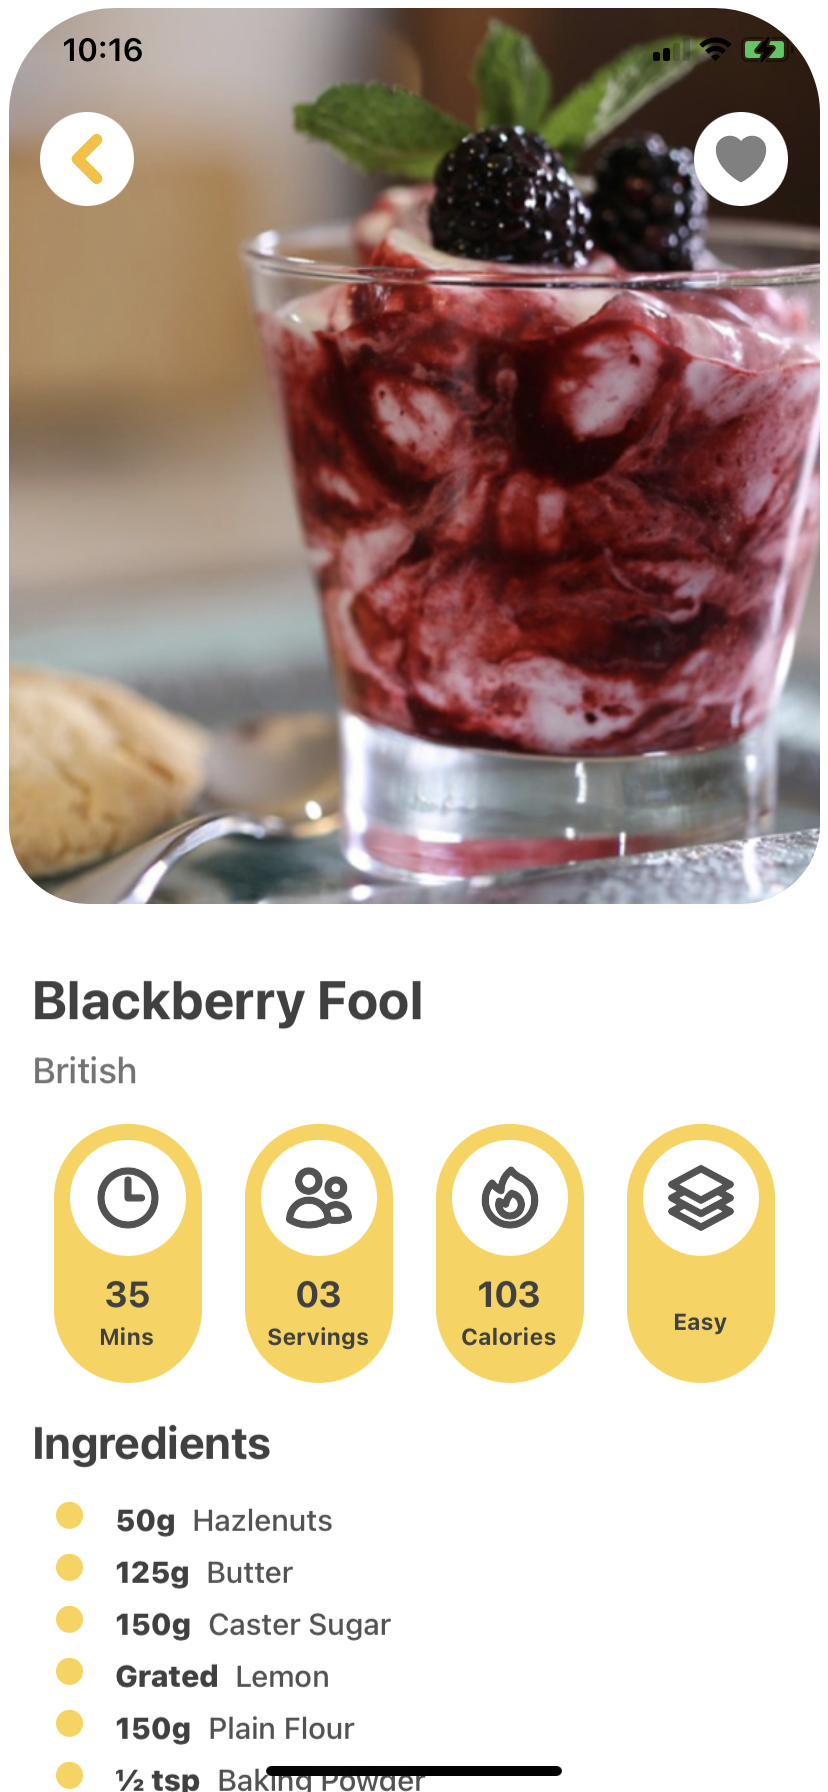 10:16
Blackberry Fool
British
35 03 103
Mins Servings Calories Easy
Ingredients
50g Hazlenuts
125g Butter
150g Caster Sugar
Grated Lemon
150g Plain Flour
½ tsp Baking Powder